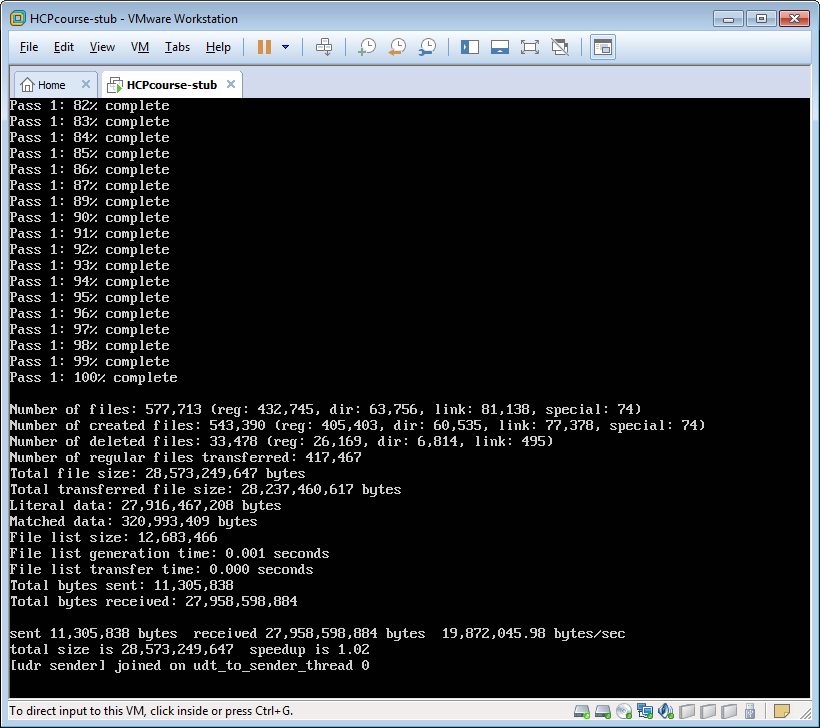 HCPcourse-stub - VMware Workstation
File Edit View VM Tabs Help
Home HCPcourse-stub
Pass 1: 82% complete
Pass 1: 83% complete
Pass 1: 84% complete
Pass 1: 85% complete
Pass 1: 86% complete
Pass 1: 87% complete
Pass 1: 89% complete
Pass 1: 90% complete
Pass 1: 91% complete
Pass 1: 92% complete
Pass 1: 93% complete
Pass 1: 94% complete
Pass 1: 95% complete
Pass 1: 96% complete
Pass 1: 97% complete
Pass 1: 98% complete
Pass 1: 99% complete
Pass 1: 100% complete
Number of files: 577,713 (reg: 432,745, dir: 63,756, link: 81,138, special: 74)
Number of created files: 543,390 (reg: 405,403, dir: 60,535, link: 77,378, special: 74)
Number of deleted files: 33,478 (reg: 26,169, dir: 6,814, link: 495)
Number of regular files transferred: 417,467
Total file size: 28,573,249,647 bytes
Total transferred file size: 28,237,460,617 bytes
Literal data: 27,916,467,208 bytes
Matched data: 320,993,409 bytes
File list size: 12,683,466
File list generation time: 0.001 seconds
File list transfer time: 0.000 seconds
Total bytes sent: 11,305,838
Total bytes received: 27,958,598,884
sent 11,305,838 bytes  received 27,958,598,884 bytes  19,872,045.98 bytes/sec
total size is 28,573,249,647  speedup is 1.02
[udr sender] joined on udt_to_sender_thread 0
To direct input to this VM, click inside or press Ctrl+G.